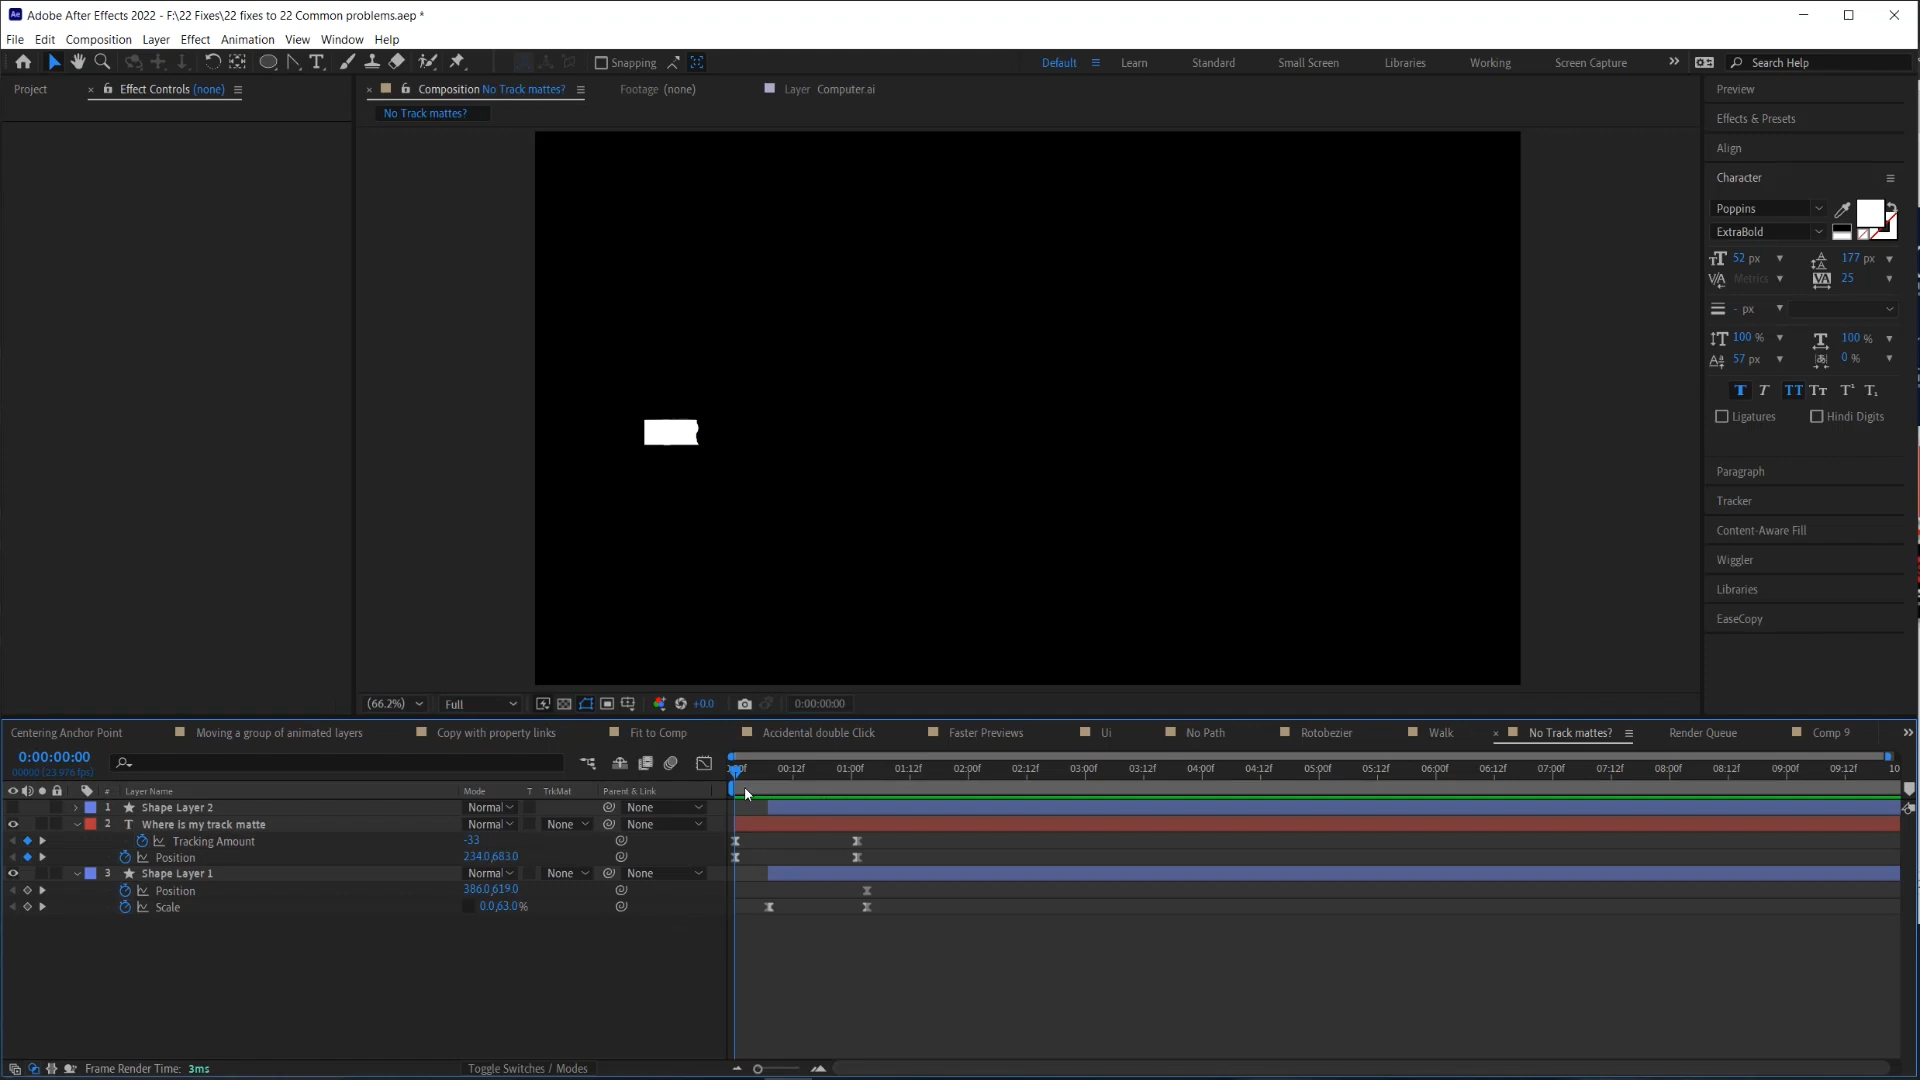 Adobe After Effects 2022 - F:\22 Fixes\22 fixes to 22 Common problems.aep *
File Edit Composition Layer Effect Animation View Window Help
Snapping Default Learn Standard Small Screen Libraries Working Screen Capture Search Help
Project Effect Controls (none) Composition No Track mattes? Footage (none) Layer Computer.ai
No Track mattes?
Preview
Effects & Presets
Align
Character
Poppins
ExtraBold
52 px 177 px
Metrics 25
- px
100 % 100 %
57 px 0 %
Ligatures Hindi Digits
Paragraph
Tracker
Content-Aware Fill
Wiggler
Libraries
EaseCopy
(66.2%) Full +0.0 0:00:00:00
Centering Anchor Point Moving a group of animated layers Copy with property links Fit to Comp Accidental double Click Faster Previews Ui No Path Rotobezier Walk No Track mattes? Render Queue Comp 9
0:00:00:00
00000 (23.976 fps)
00:12f 01:00f 01:12f 02:00f 02:12f 03:00f 03:12f 04:00f 04:12f 05:00f 05:12f 06:00f 06:12f 07:00f 07:12f 08:00f 08:12f 09:00f 09:12f 10
# Layer Name Mode T TrkMat Parent & Link
1 Shape Layer 2 Normal None
2 T Where is my track matte Normal None None
Tracking Amount -33
Position 234.0,683.0
3 Shape Layer 1 Normal None None
Position 386.0,619.0
Scale 0.0,63.0%
Frame Render Time: 3ms Toggle Switches / Modes